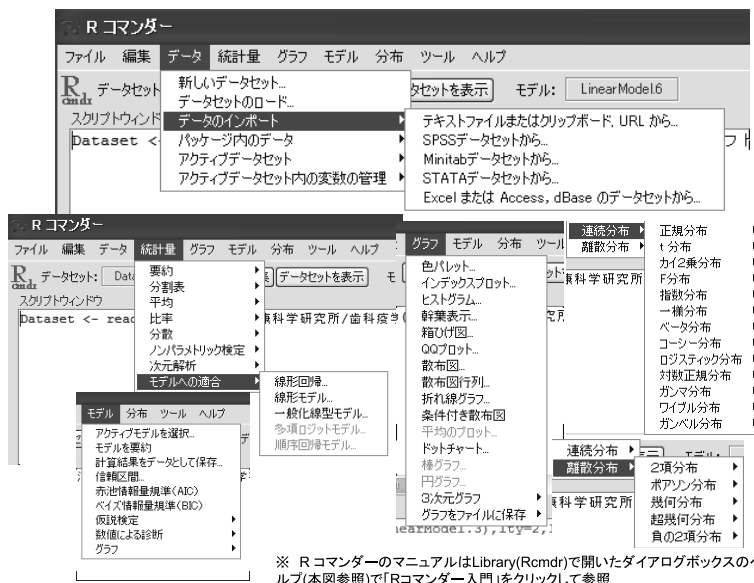 R コマンダー
ファイル 編集 データ 統計量 グラフ モデル 分布 ツール ヘルプ
R cmdr データセット タセットを表示 モデル: LinearModel.6
新しいデータセット...
データセットのロード...
データのインポート
パッケージ内のデータ
アクティブデータセット
アクティブデータセット内の変数の管理
スクリプトウィンド
Dataset <-
テキストファイルまたはクリップボード, URL から...
SPSSデータセットから...
Minitabデータセットから...
STATAデータセットから...
Excel または Access, dBase のデータセットから...
R コマンダー
ファイル 編集 データ 統計量 グラフ モデル 分布 ツール ヘルプ
R cmdr データセット: Data データセットを表示 モ
スクリプトウィンドウ
Dataset <- read 科学研究所/歯科疫学
要約
分割表
平均
比率
分散
ノンパラメトリック検定
次元解析
モデルへの適合
線形回帰...
線形モデル...
一般化線型モデル...
多項ロジットモデル...
順序回帰モデル...
モデル 分布 ツール ヘルプ
アクティブモデルを選択...
モデルを要約
計算結果をデータとして保存...
信頼区間...
赤池情報量規準(AIC)
ベイズ情報量規準(BIC)
仮説検定
数値による診断
グラフ
グラフ モデル 分布 ツール
色パレット...
インデックスプロット...
ヒストグラム...
幹葉表示...
箱ひげ図...
QQプロット...
散布図...
散布図行列...
折れ線グラフ...
条件付き散布図
平均のプロット...
ドットチャート...
棒グラフ...
円グラフ...
3次元グラフ
グラフをファイルに保存
連続分布
離散分布
科学研究所
正規分布
t 分布
カイ2乗分布
F分布
指数分布
一様分布
ベータ分布
コーシー分布
ロジスティック分布
対数正規分布
ガンマ分布
ワイブル分布
ガンベル分布
連続分布
離散分布
科学研究所
2項分布
ポアソン分布
幾何分布
超幾何分布
負の2項分布
nearModel.3),lty=2,
※ RコマンダーのマニュアルはLibrary(Rcmdr)で開いたダイアログボックスのヘ
ルプ(本図参照)で「Rコマンダー入門」をクリックして参照